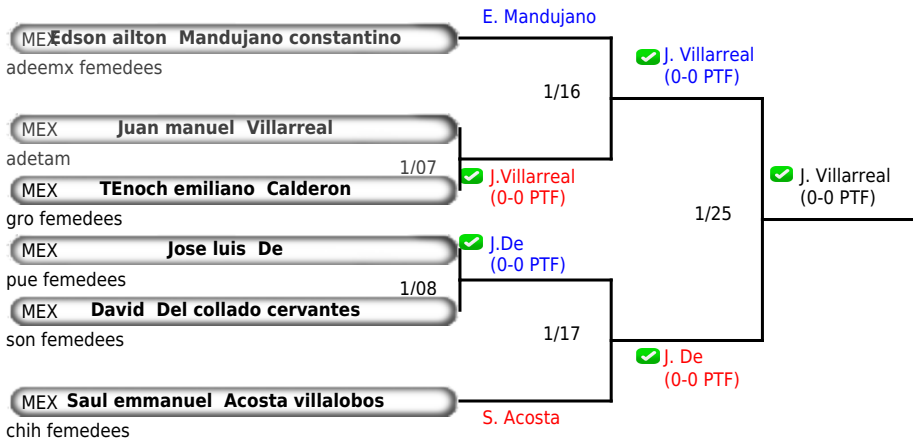 E. Mandujano
MEX Edson ailton Mandujano constantino
adeemx femedees
J. Villarreal
(0-0 PTF)
1/16
MEX Juan manuel Villarreal
adetam
1/07
J.Villarreal
(0-0 PTF)
MEX TEnoch emiliano Calderon
gro femedees
J. Villarreal
(0-0 PTF)
1/25
MEX Jose luis De
pue femedees
J.De
(0-0 PTF)
1/08
MEX David Del collado cervantes
son femedees
1/17
J. De
(0-0 PTF)
MEX Saul emmanuel Acosta villalobos
chih femedees
S. Acosta